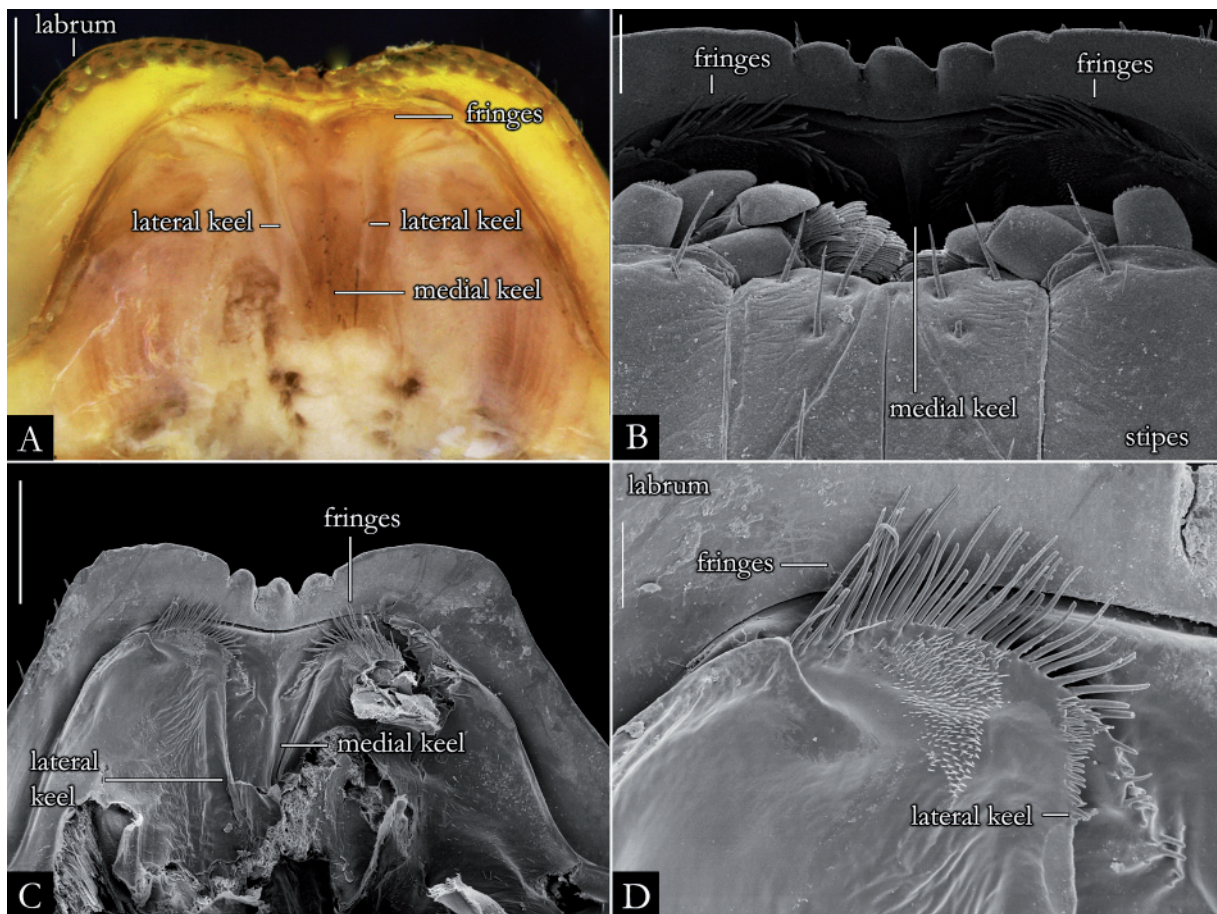 labrum
fringes
lateral keel
lateral keel
medial keel
A
fringes
fringes
medial keel
stipes
B
fringes
medial keel
lateral
keel
C
labrum
fringes
lateral keel
D